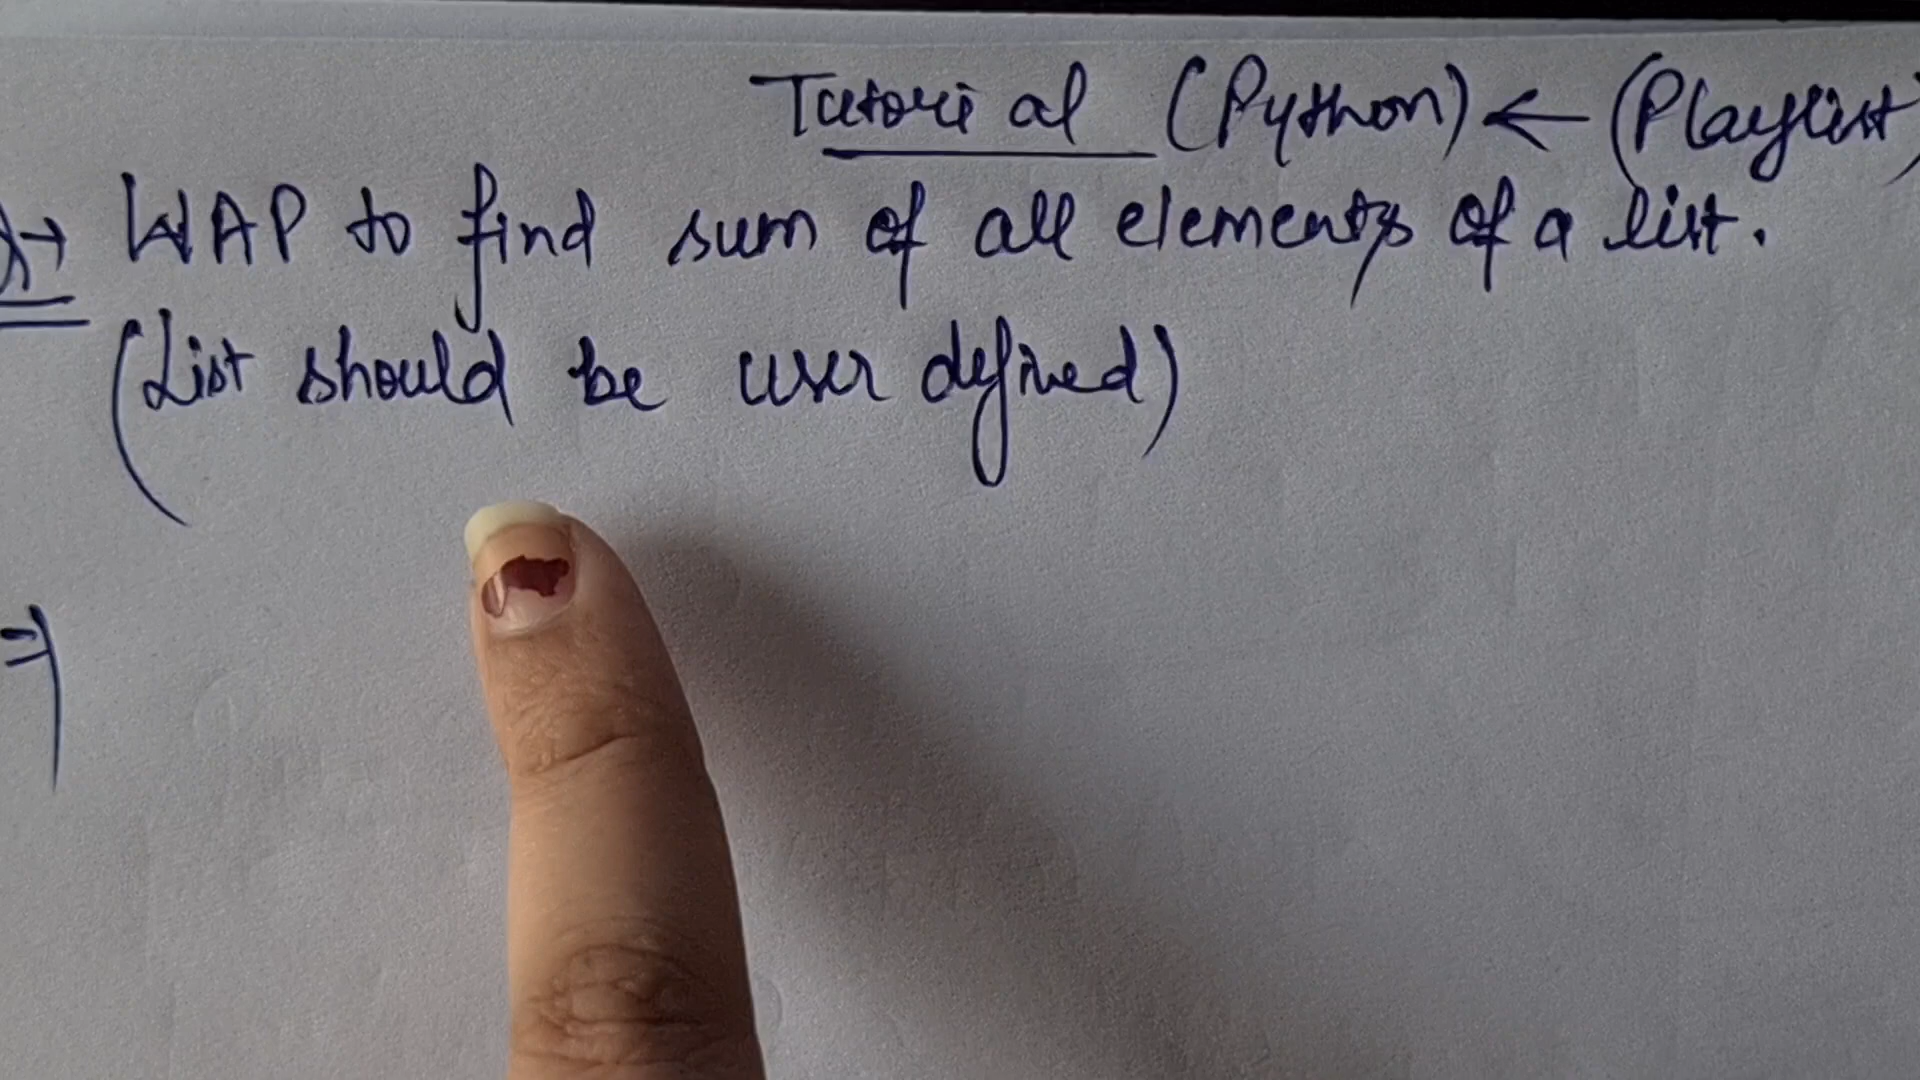 Tutorial (Python) ← (Playlist)
→ WAP to find sum of all elements of a list.
(List should be user defined)
⇒